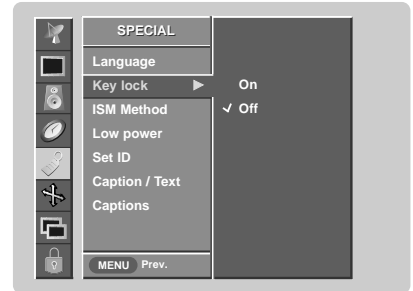 SPECIAL
Language
Key lock
On
ISM Method
Off
Low power
Set ID
Caption / Text
Captions
MENU Prev.